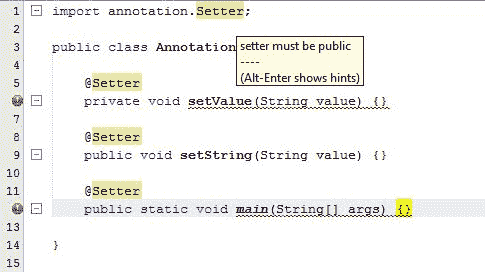 1 import annotation.Setter;
2
3 public class Annotation
setter must be public
----
(Alt-Enter shows hints)
4
5 @Setter
private void setValue(String value) {}
7
8 @Setter
9 public void setString(String value) {}
10
11 @Setter
public static void main(String[] args) {}
13
14 }
15